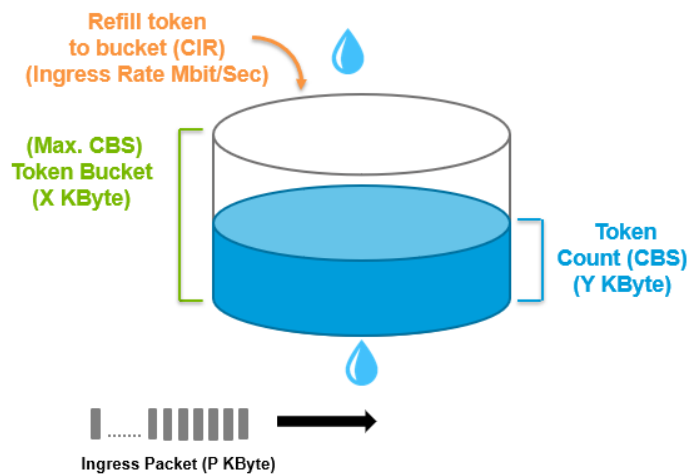 Refill token
to bucket (CIR)
(Ingress Rate Mbit/Sec)
(Max. CBS)
Token Bucket
(X KByte)
Token
Count (CBS)
(Y KByte)
........
Ingress Packet (P KByte)